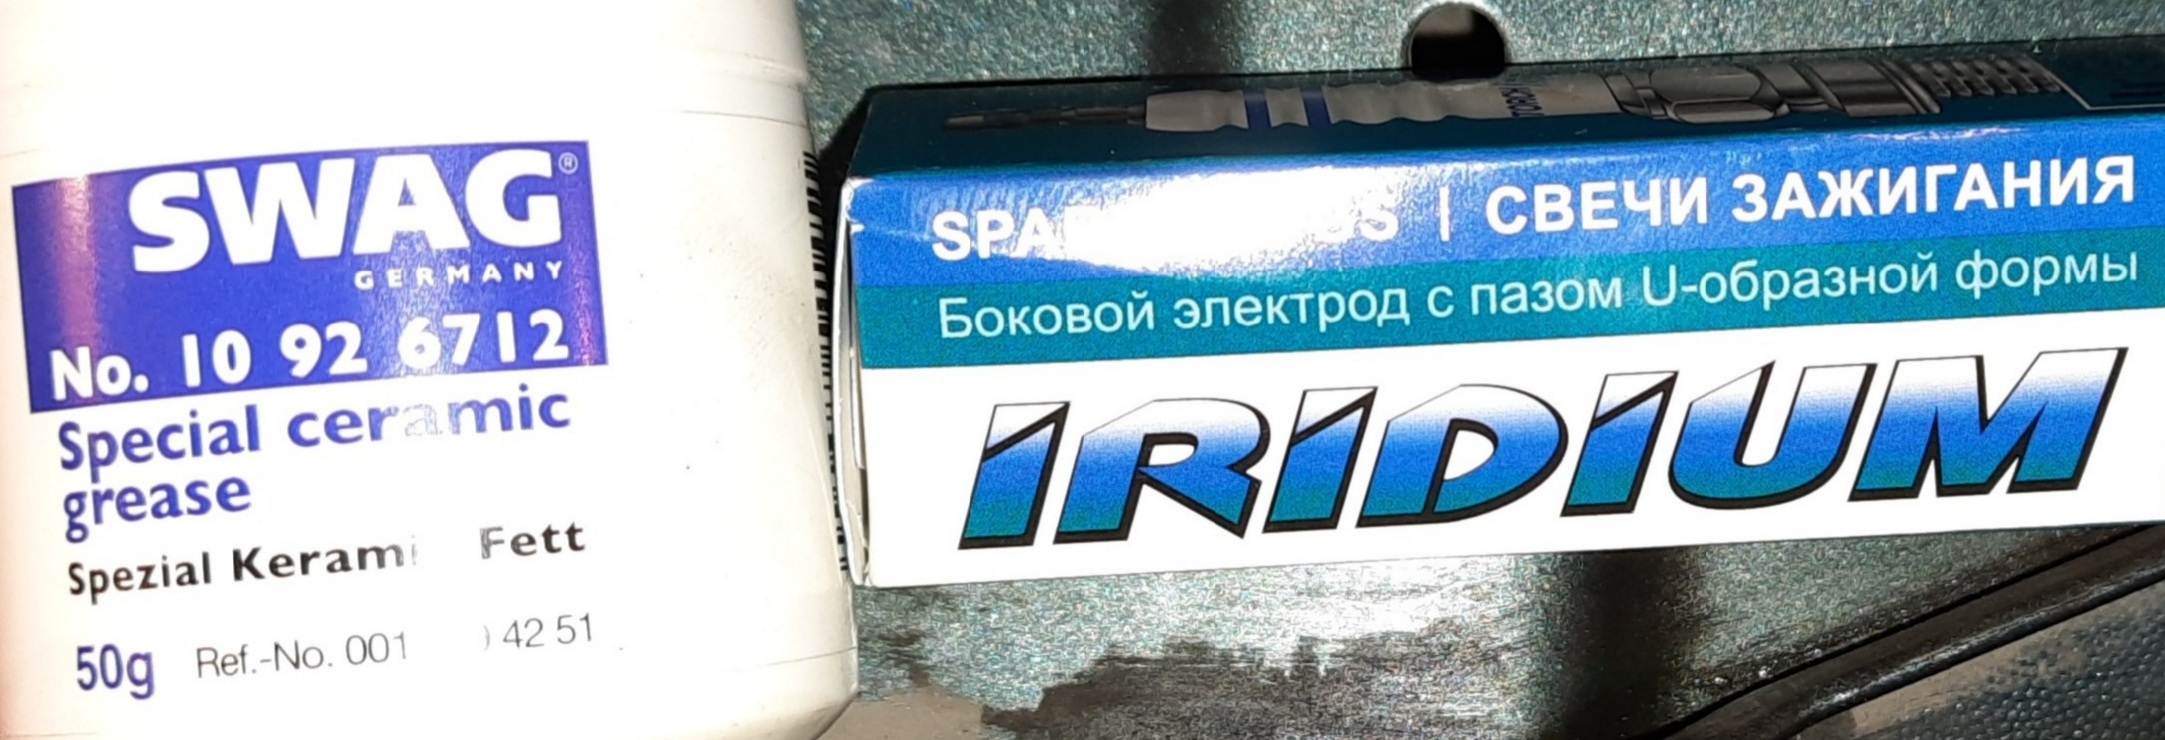 SWAG®
GERMANY
No. 10 92 6712
Special ceramic
grease
Spezial Kerami Fett
50g Ref.-No. 001 ) 42 51
| СВЕЧИ ЗАЖИГАНИЯ
Боковой электрод с пазом U-образной формы
IRIDIUM